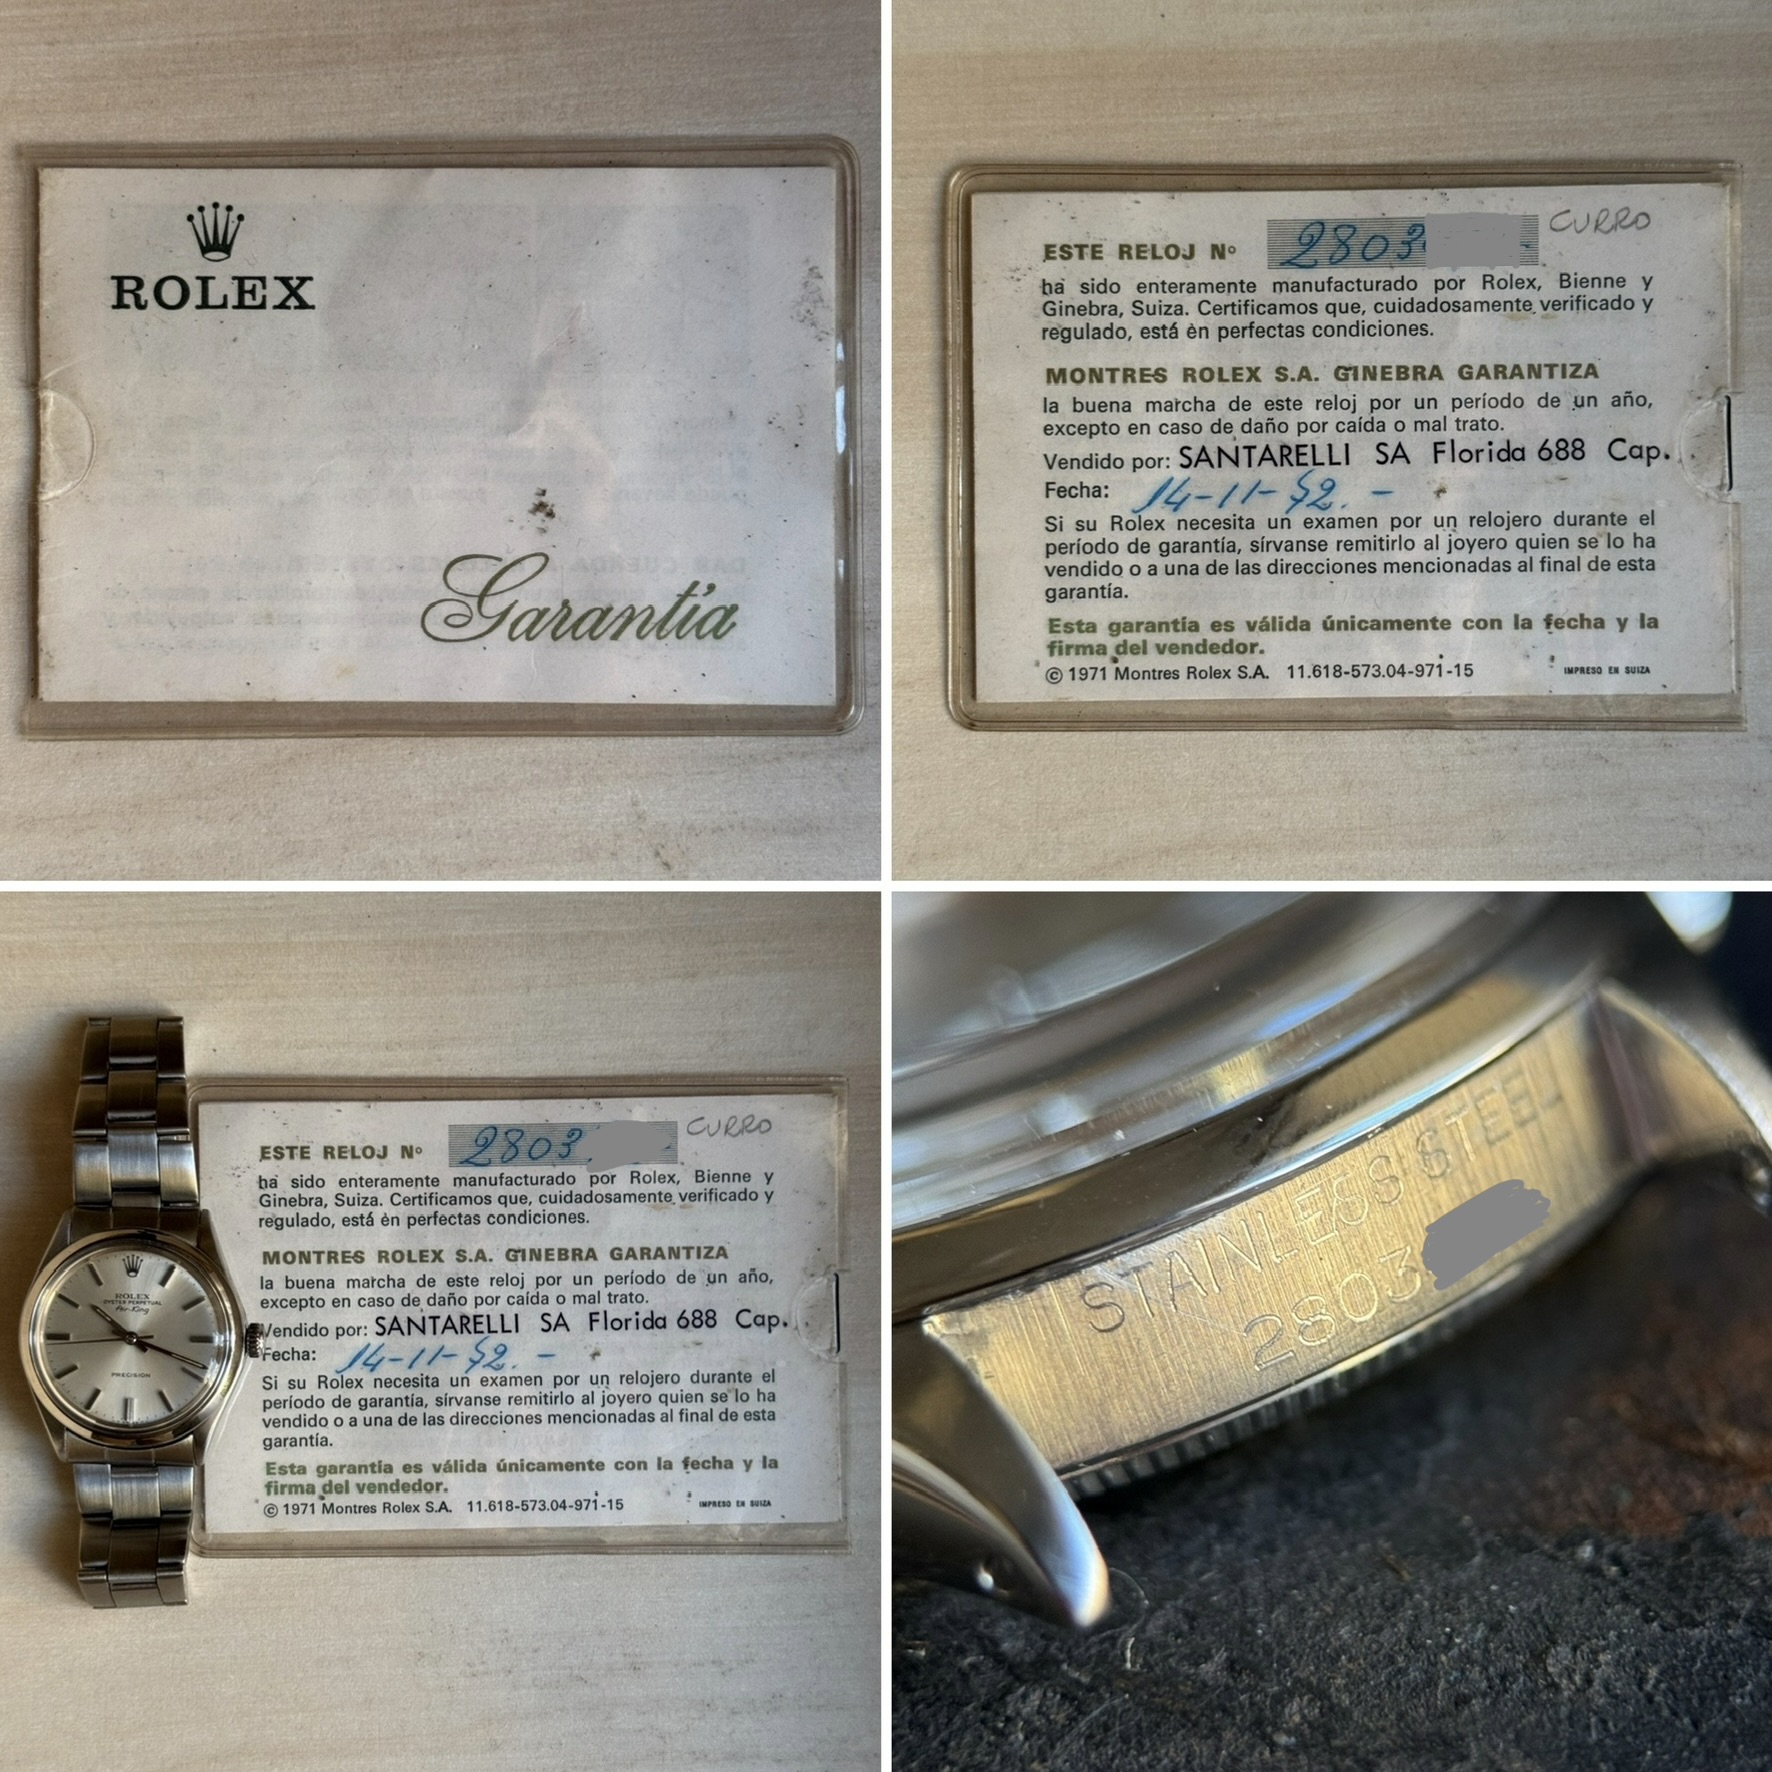 ROLEX
Garantía
ESTE RELOJ Nº 2803 CURRO
ha sido enteramente manufacturado por Rolex, Bienne y
Ginebra, Suiza. Certificamos que, cuidadosamente verificado y
regulado, está en perfectas condiciones.
MONTRES ROLEX S.A. GINEBRA GARANTIZA
la buena marcha de este reloj por un período de un año,
excepto en caso de daño por caída o mal trato.
Vendido por: SANTARELLI SA Florida 688 Cap.
Fecha: 14-11-72. -
Si su Rolex necesita un examen por un relojero durante el
período de garantía, sírvanse remitirlo al joyero quien se lo ha
vendido o a una de las direcciones mencionadas al final de esta
garantía.
Esta garantía es válida únicamente con la fecha y la
firma del vendedor.
© 1971 Montres Rolex S.A. 11.618-573.04-971-15 IMPRESO EN SUIZA
ROLEX
OYSTER PERPETUAL
Air-King
PRECISION
ESTE RELOJ Nº 2803 CURRO
ha sido enteramente manufacturado por Rolex, Bienne y
Ginebra, Suiza. Certificamos que, cuidadosamente verificado y
regulado, está en perfectas condiciones.
MONTRES ROLEX S.A. GINEBRA GARANTIZA
la buena marcha de este reloj por un período de un año,
excepto en caso de daño por caída o mal trato.
Vendido por: SANTARELLI SA Florida 688 Cap.
Fecha: 14-11-72. -
Si su Rolex necesita un examen por un relojero durante el
período de garantía, sírvanse remitirlo al joyero quien se lo ha
vendido o a una de las direcciones mencionadas al final de esta
garantía.
Esta garantía es válida únicamente con la fecha y la
firma del vendedor.
© 1971 Montres Rolex S.A. 11.618-573.04-971-15 IMPRESO EN SUIZA
STAINLESS STEEL
2803